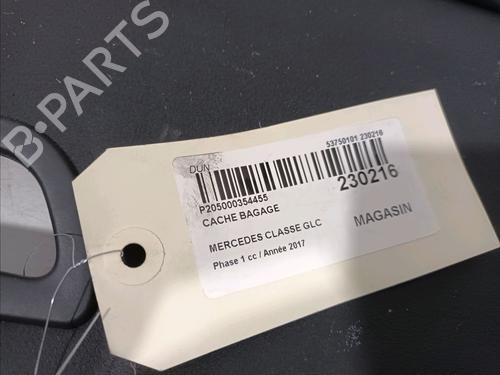 B-PARTS
DUN
53750101 230216
P205000354455
230216
CACHE BAGAGE
MERCEDES CLASSE GLC
MAGASIN
Phase 1 cc / Année 2017